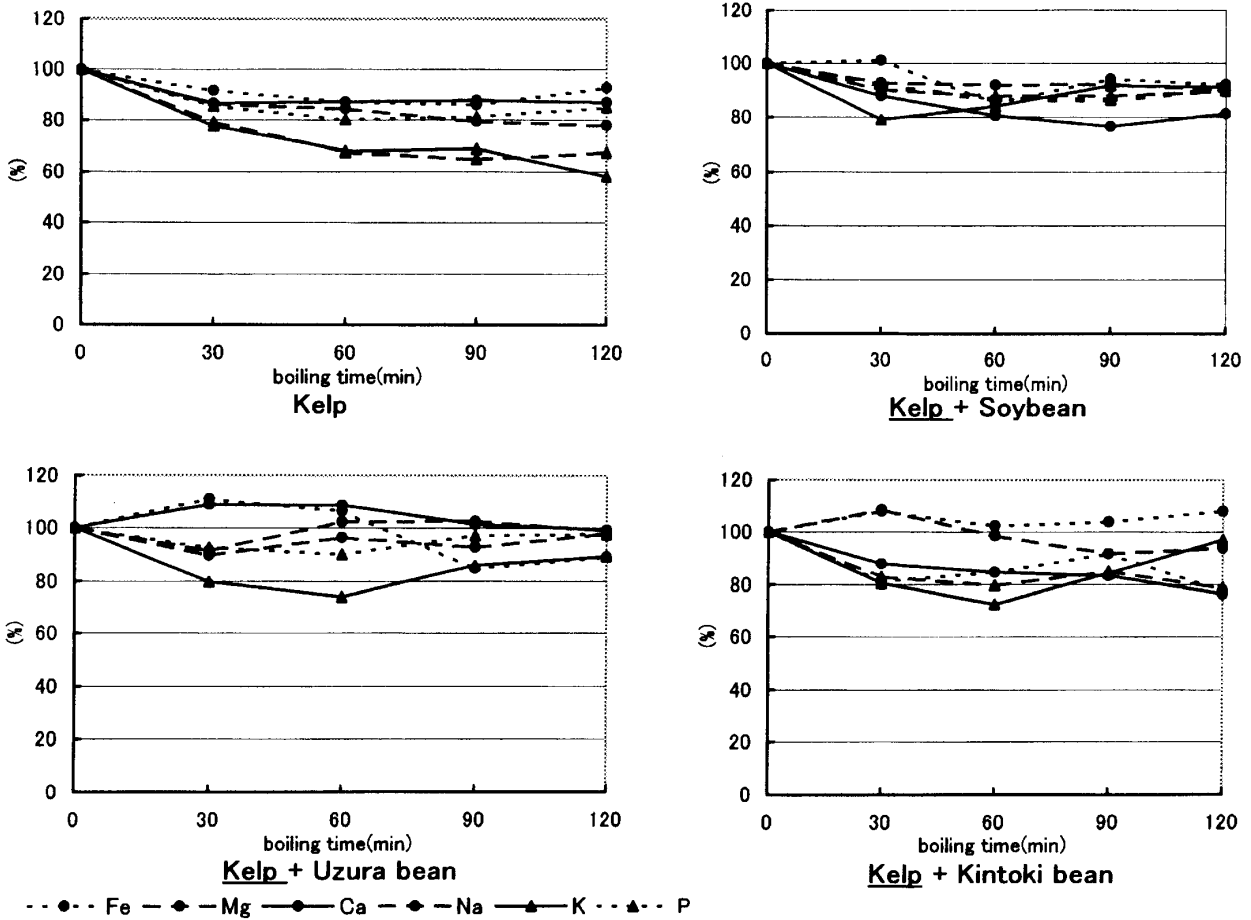 120
100
80
60
40
20
0
(%)
0 30 60 90 120
boiling time(min)
Kelp
120
100
80
60
40
20
0
(%)
0 30 60 90 120
boiling time(min)
Kelp + Soybean
120
100
80
60
40
20
0
(%)
0 30 60 90 120
boiling time(min)
Kelp + Uzura bean
120
100
80
60
40
20
0
(%)
0 30 60 90 120
boiling time(min)
Kelp + Kintoki bean
Fe Mg Ca Na K P